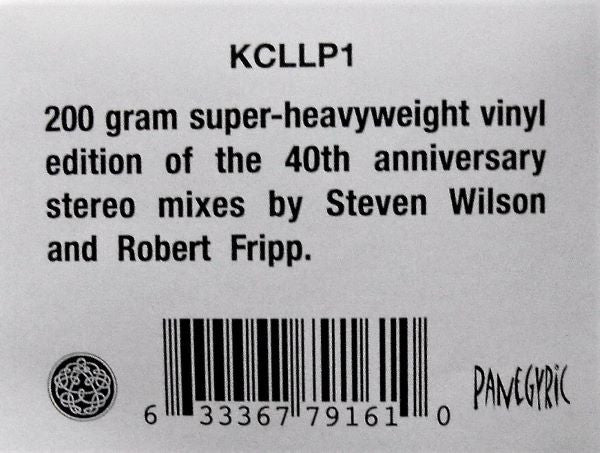 KCLLP1
200 gram super-heavyweight vinyl
edition of the 40th anniversary
stereo mixes by Steven Wilson
and Robert Fripp.
6 33367 79161 0
PANEGYRIC